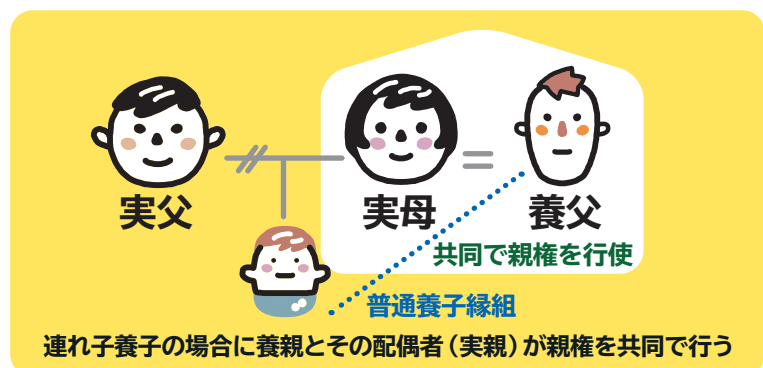 実父
実母
養父
共同で親権を行使
普通養子縁組
連れ子養子の場合に養親とその配偶者（実親）が親権を共同で行う